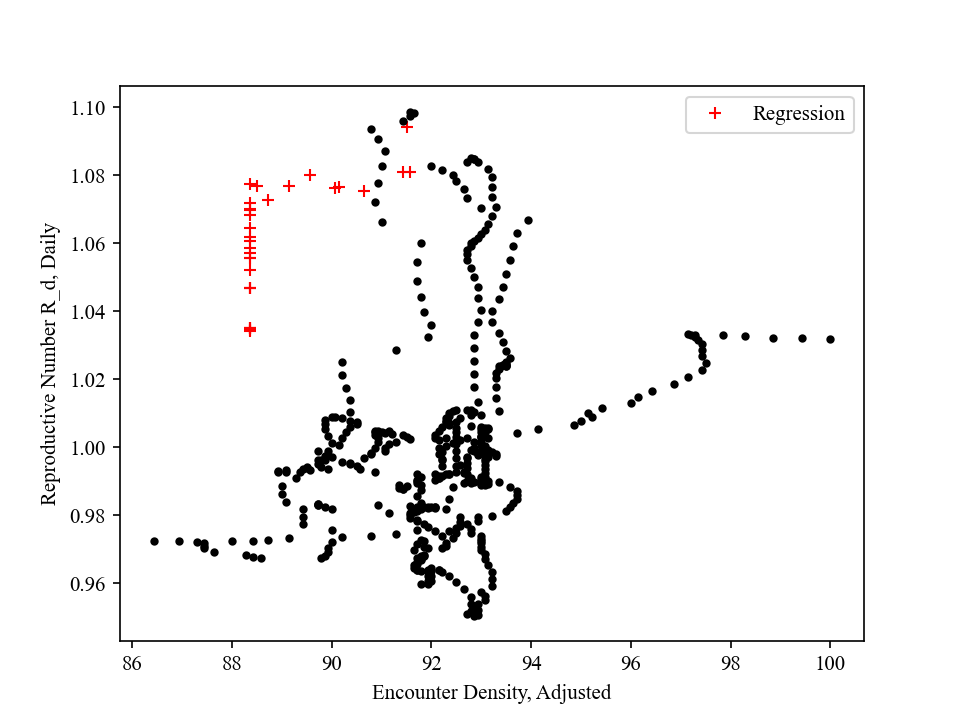 Regression
1.10
1.08
1.06
1.04
1.02
1.00
0.98
0.96
Reproductive Number R_d, Daily
86 88 90 92 94 96 98 100
Encounter Density, Adjusted